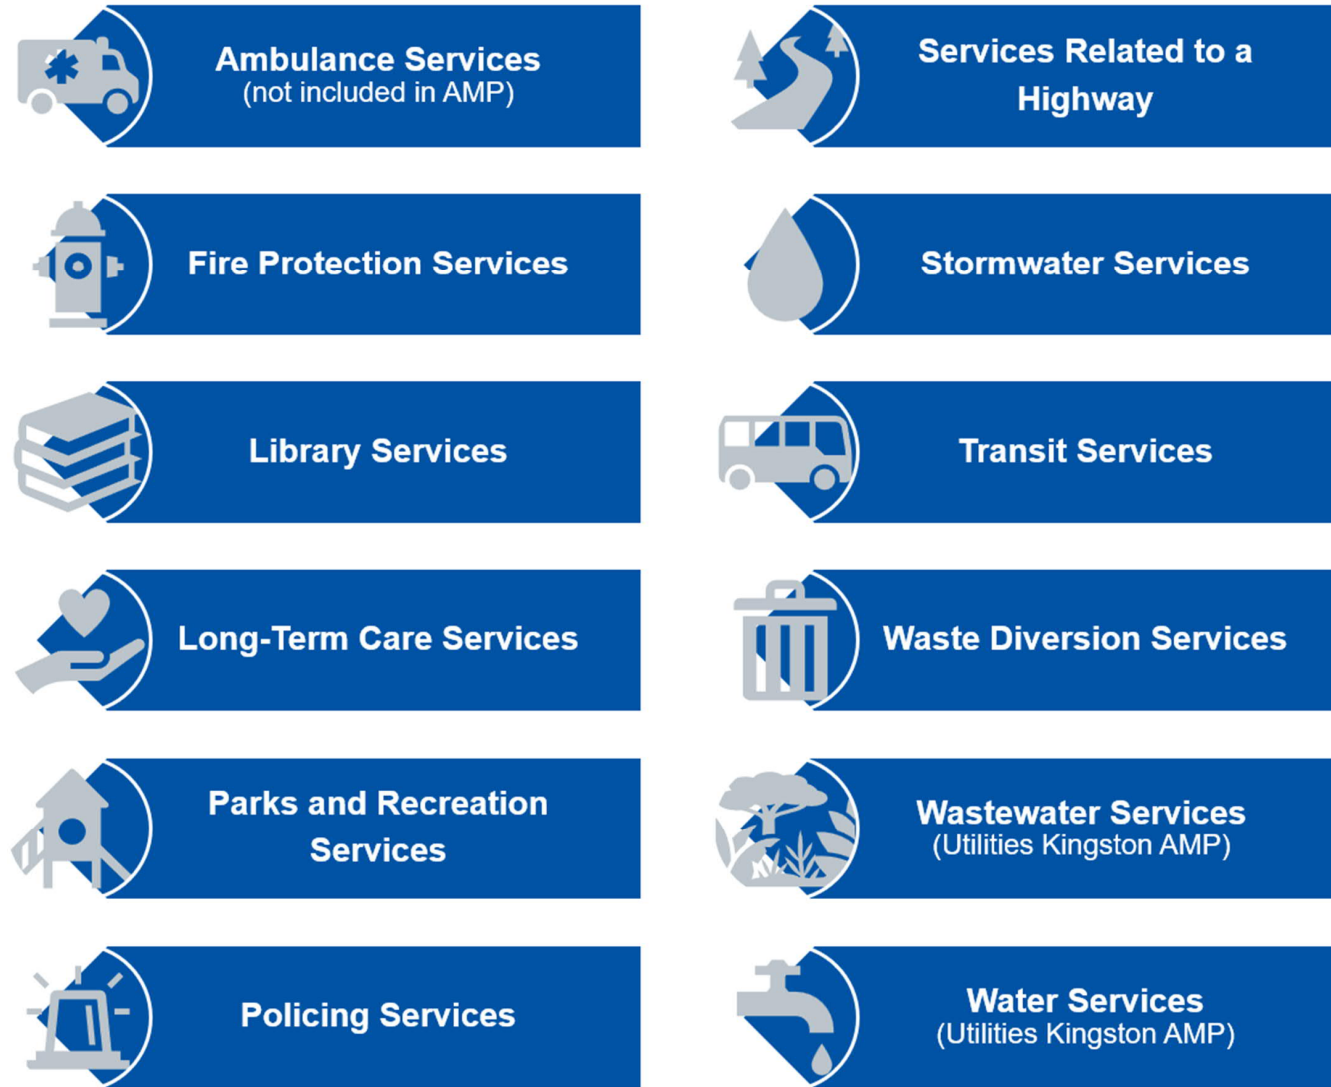 Ambulance Services
(not included in AMP)
Fire Protection Services
Library Services
Long-Term Care Services
Parks and Recreation
Services
Policing Services
Services Related to a
Highway
Stormwater Services
Transit Services
Waste Diversion Services
Wastewater Services
(Utilities Kingston AMP)
Water Services
(Utilities Kingston AMP)